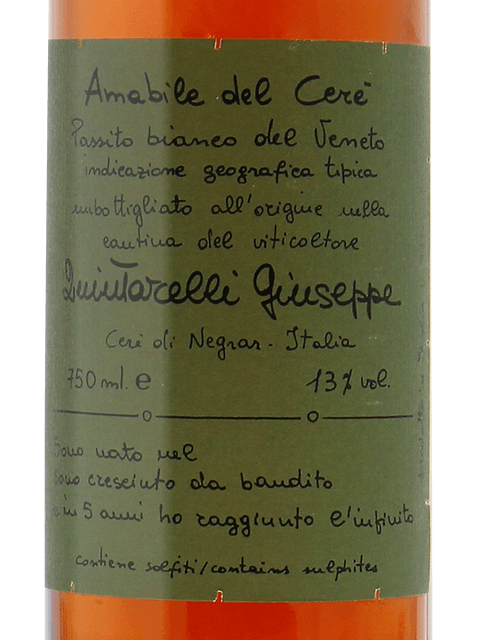 Amabile del Cerè
Passito bianco del Veneto
indicazione geografica tipica
imbottigliato all'origine nella
cantina del viticoltore
Quintarelli Giuseppe
Cerè di Negrar - Italia
750 ml. e 13% vol.
Sono nato nel
sono cresciuto da bandito
e in 5 anni ho raggiunto l'infinito
contiene solfiti/contains sulphites